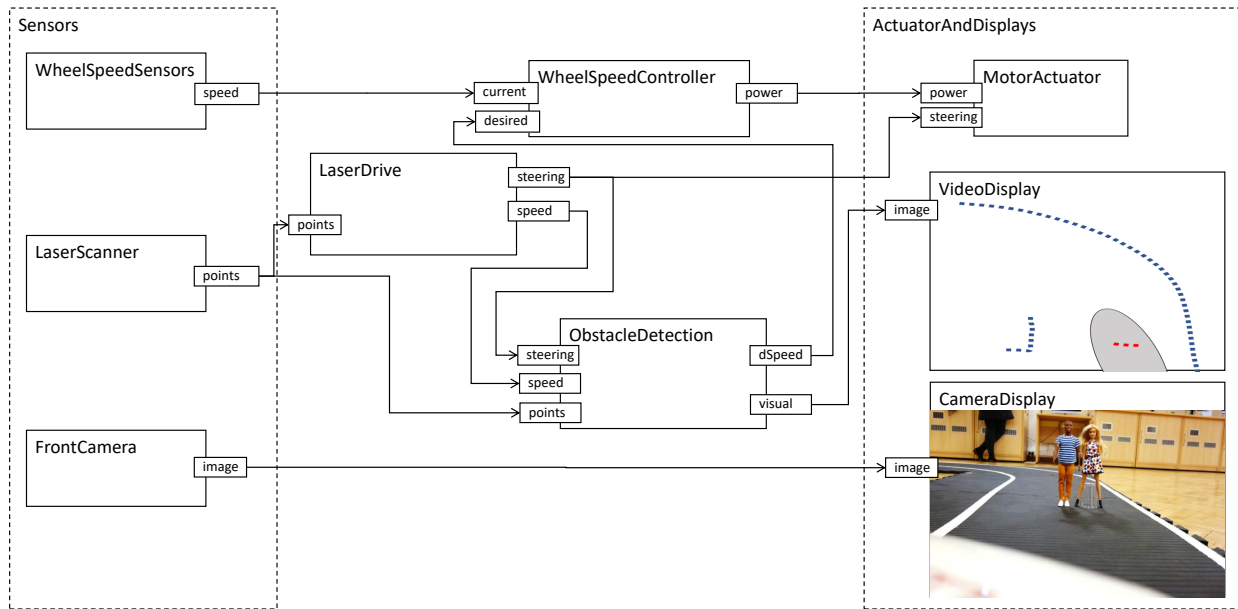 Sensors
ActuatorAndDisplays
WheelSpeedSensors
speed
WheelSpeedController
current
desired
power
MotorActuator
power
steering
LaserDrive
steering
speed
points
VideoDisplay
image
LaserScanner
points
ObstacleDetection
steering
speed
points
dSpeed
visual
CameraDisplay
image
FrontCamera
image